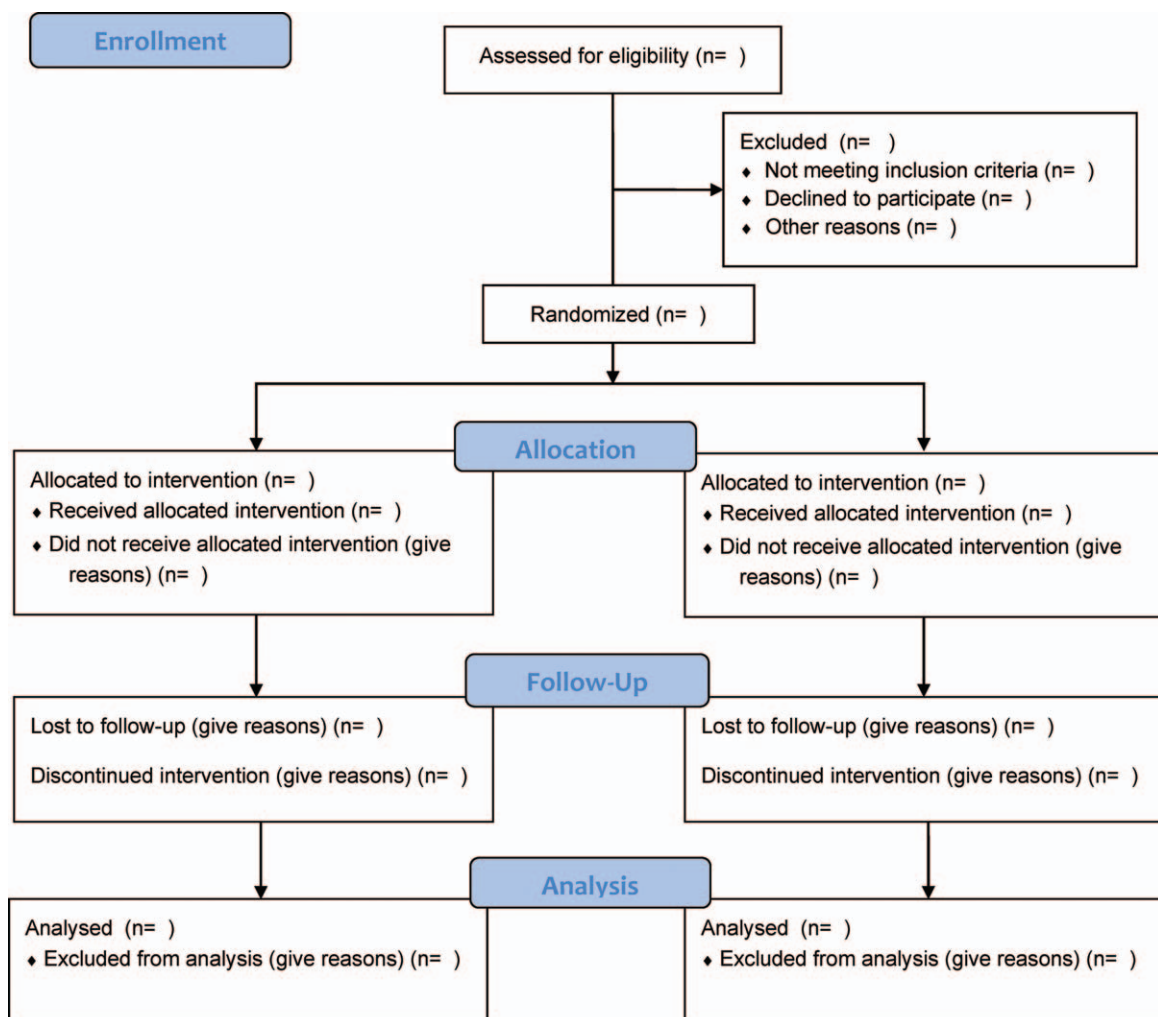 Enrollment
Assessed for eligibility (n=  )
Excluded  (n=  )
♦ Not meeting inclusion criteria (n=  )
♦ Declined to participate (n=  )
♦ Other reasons (n=  )
Randomized (n=  )
Allocation
Allocated to intervention (n=  )
♦ Received allocated intervention (n=  )
♦ Did not receive allocated intervention (give
reasons) (n=  )
Allocated to intervention (n=  )
♦ Received allocated intervention (n=  )
♦ Did not receive allocated intervention (give
reasons) (n=  )
Follow-Up
Lost to follow-up (give reasons) (n=  )
Discontinued intervention (give reasons) (n=  )
Lost to follow-up (give reasons) (n=  )
Discontinued intervention (give reasons) (n=  )
Analysis
Analysed  (n=  )
♦ Excluded from analysis (give reasons) (n=  )
Analysed  (n=  )
♦ Excluded from analysis (give reasons) (n=  )